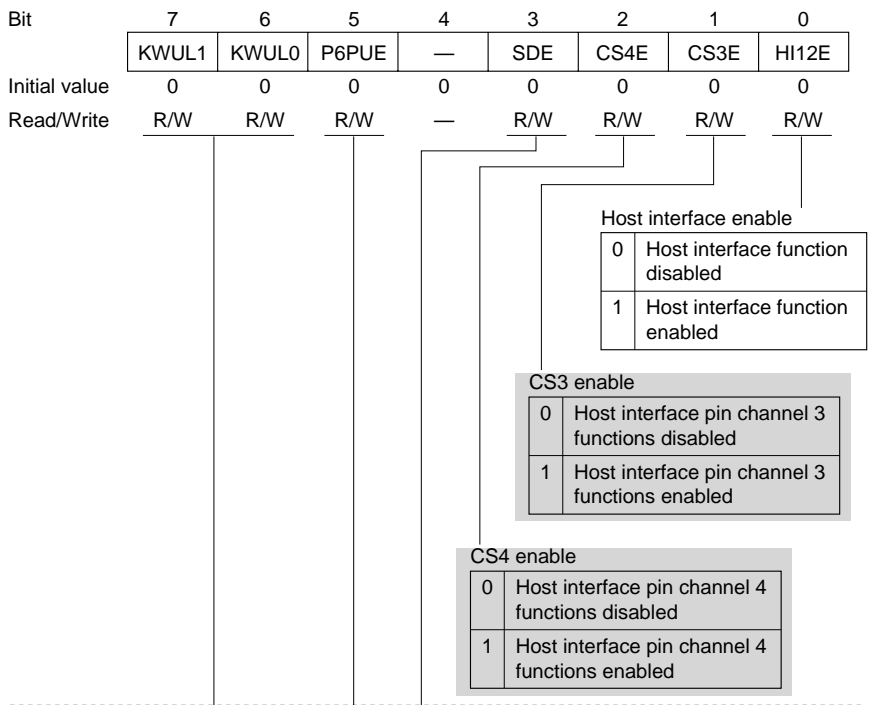 Bit 7 6 5 4 3 2 1 0
KWUL1 KWUL0 P6PUE — SDE CS4E CS3E HI12E
Initial value 0 0 0 0 0 0 0 0
Read/Write R/W R/W R/W — R/W R/W R/W R/W
Host interface enable
0 Host interface function
disabled
1 Host interface function
enabled
CS3 enable
0 Host interface pin channel 3
functions disabled
1 Host interface pin channel 3
functions enabled
CS4 enable
0 Host interface pin channel 4
functions disabled
1 Host interface pin channel 4
functions enabled